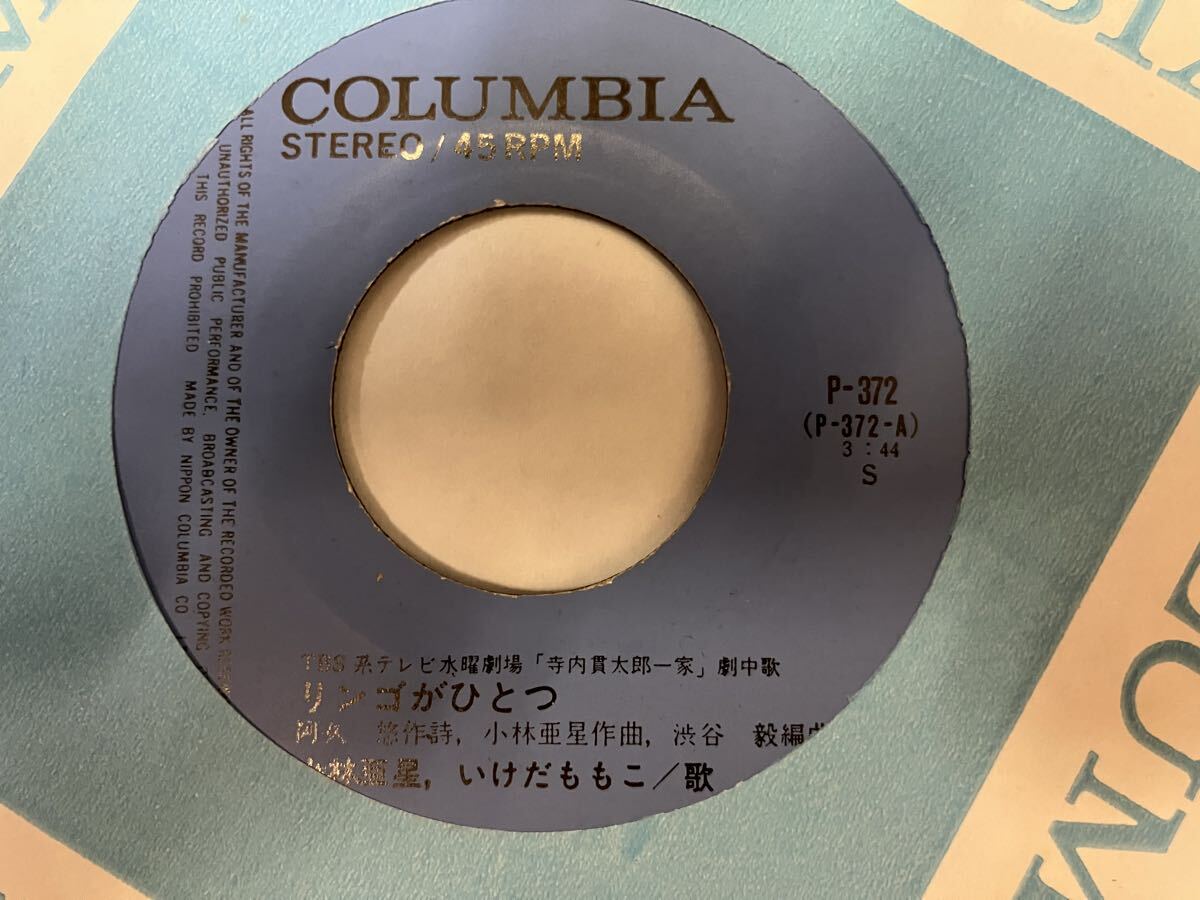 COLUMBIA
STEREO/45 RPM
ALL RIGHTS OF THE MANUFACTURER AND OF THE OWNER OF THE RECORDED WORK
UNAUTHORIZED PUBLIC PERFORMANCE, BROADCASTING AND COPYING
THIS RECORD PROHIBITED MADE BY NIPPON COLUMBIA CO
P-372
(P-372-A)
3:44
S
TBS系テレビ水曜劇場「寺内貫太郎一家」劇中歌
リンゴがひとつ
阿久 悠作詩, 小林亜星作曲, 渋谷 毅編曲
小林亜星, いけだももこ/歌